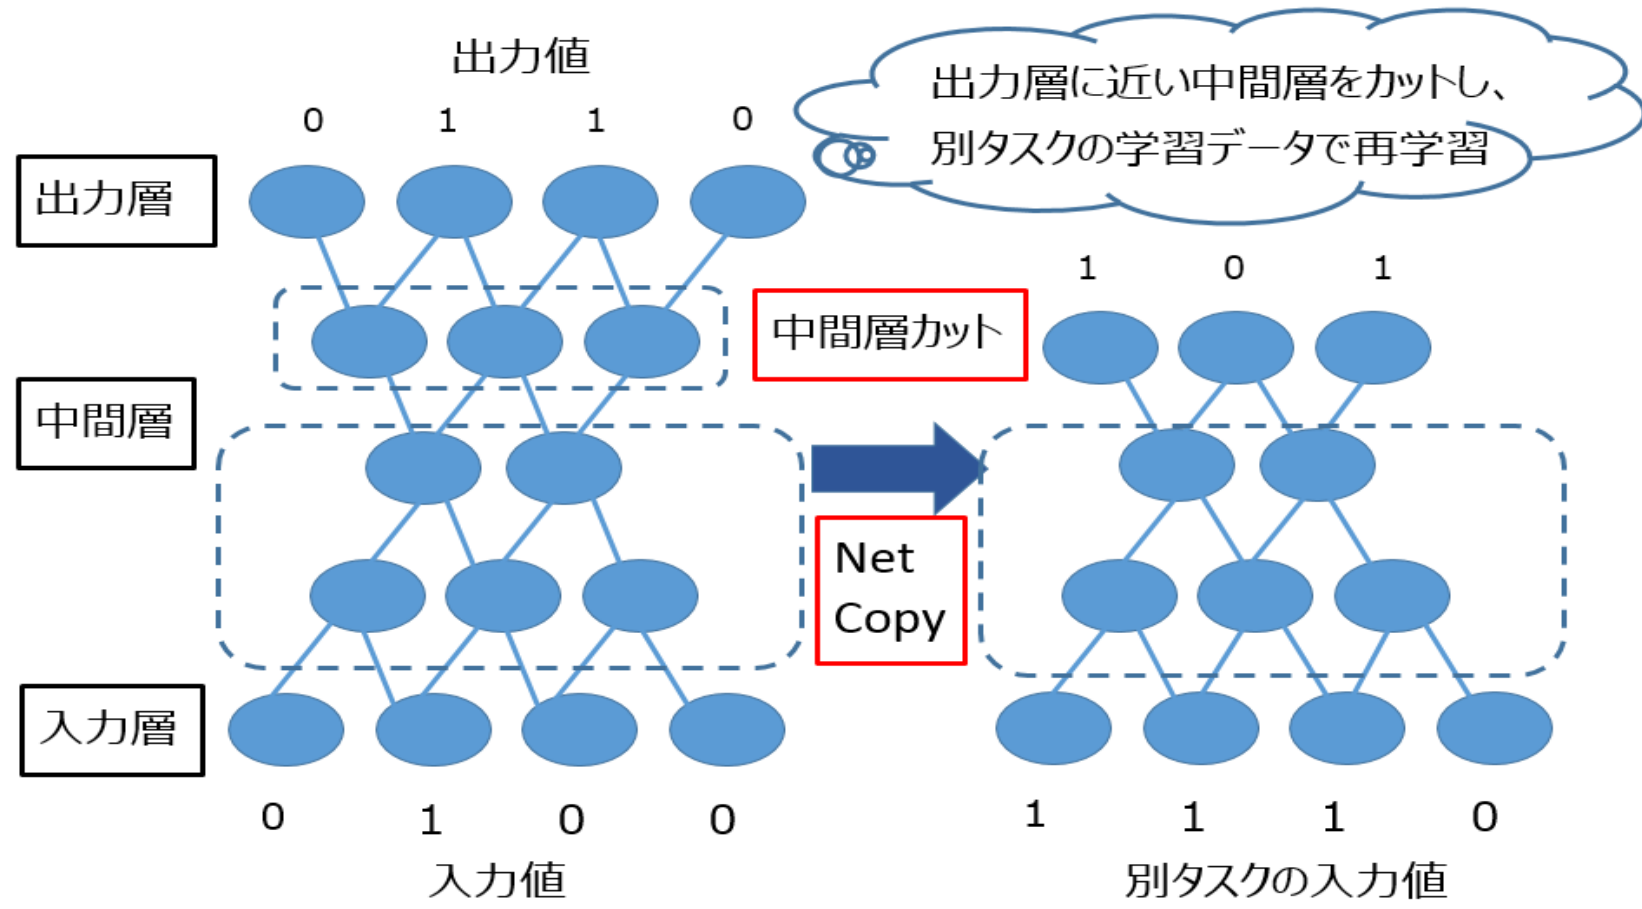 出力値
出力層に近い中間層をカットし、
別タスクの学習データで再学習
0 1 1 0
出力層
1 0 1
中間層カット
中間層
Net
Copy
入力層
0 1 0 0
1 1 1 0
入力値
別タスクの入力値